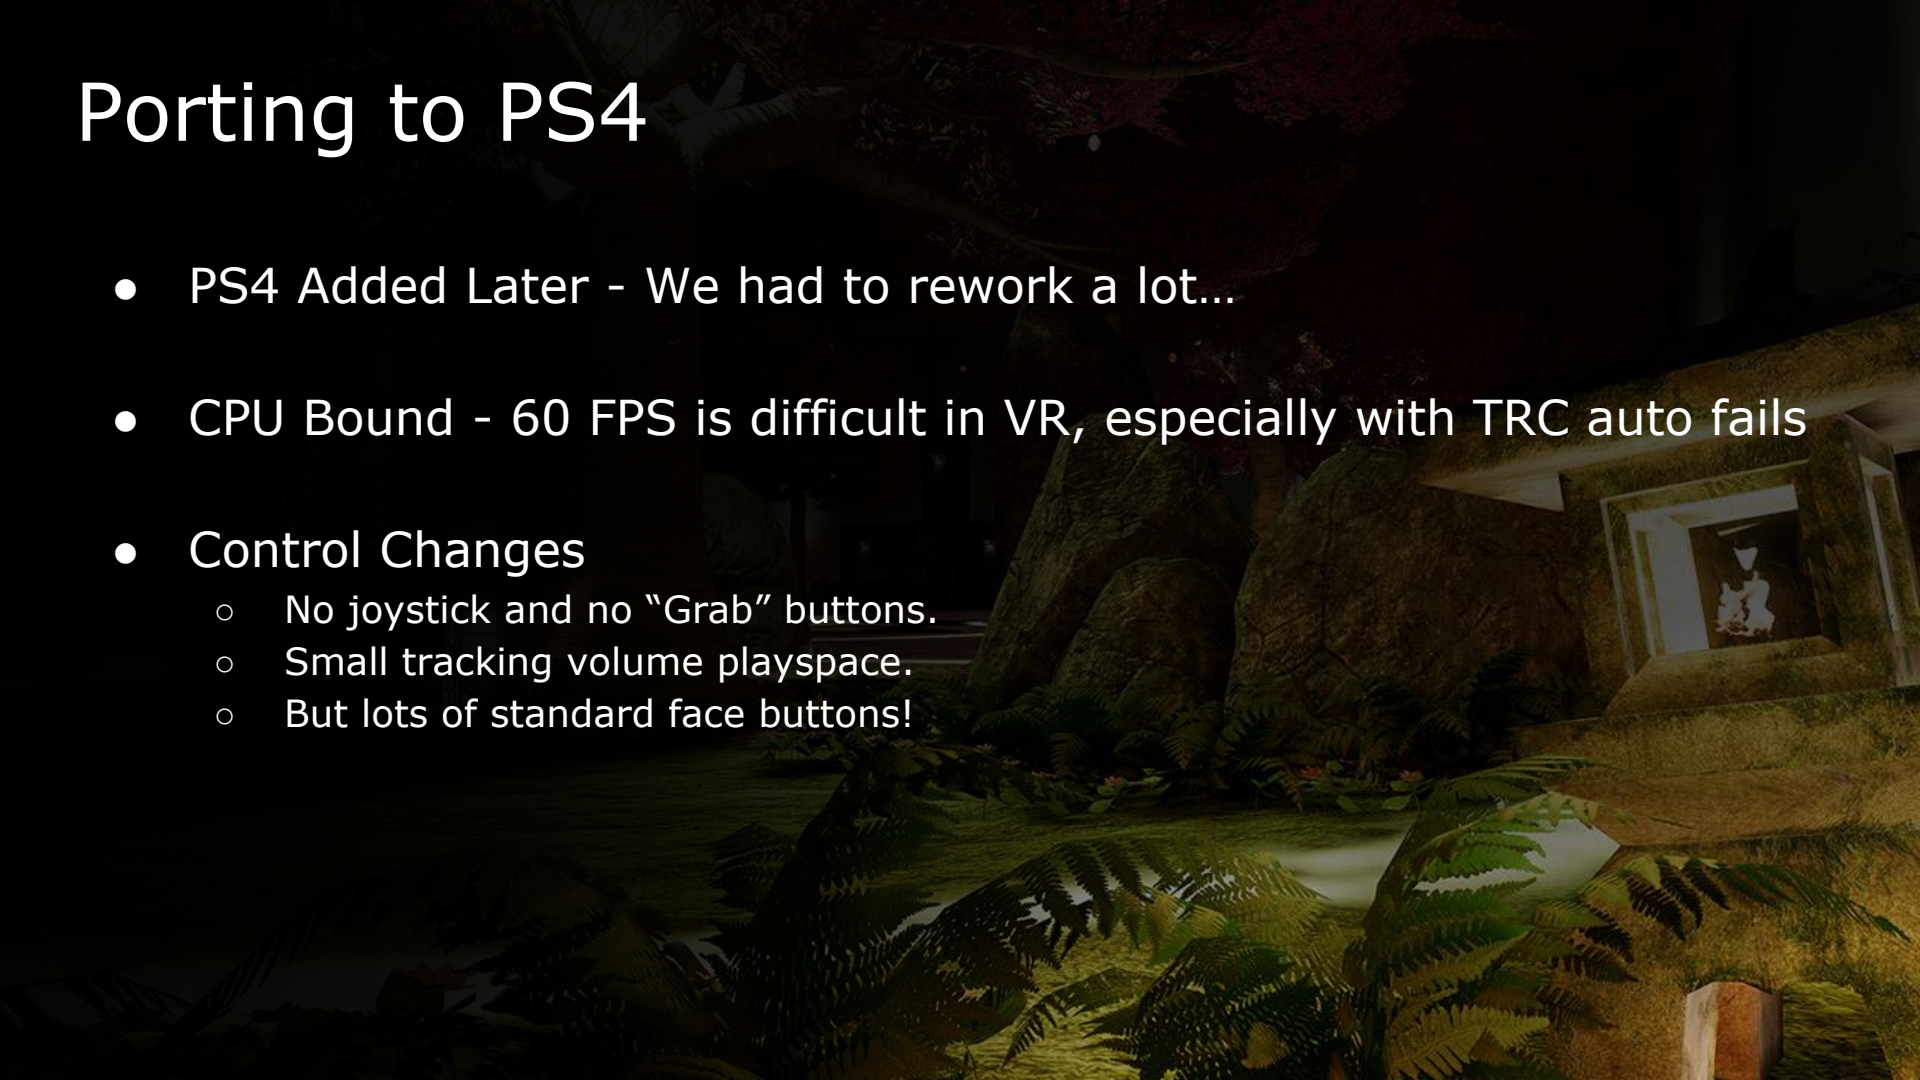 Porting to PS4
● PS4 Added Later - We had to rework a lot…
● CPU Bound - 60 FPS is difficult in VR, especially with TRC auto fails
● Control Changes
○ No joystick and no “Grab” buttons.
○ Small tracking volume playspace.
○ But lots of standard face buttons!